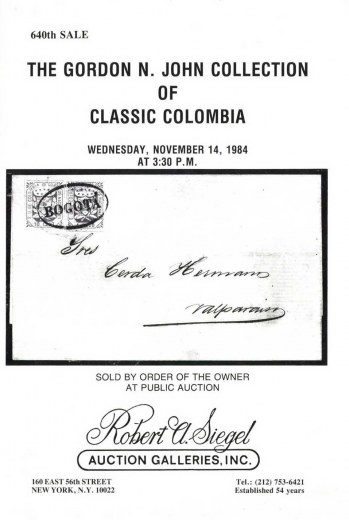 640th SALE
THE GORDON N. JOHN COLLECTION
OF
CLASSIC COLOMBIA
WEDNESDAY, NOVEMBER 14, 1984
AT 3:30 P.M.
BOGOTA
Sres
Cerda Hermann
Valparaiso
SOLD BY ORDER OF THE OWNER
AT PUBLIC AUCTION
Robert A. Siegel
AUCTION GALLERIES, INC.
160 EAST 56th STREET
NEW YORK, N.Y. 10022
Tel.: (212) 753-6421
Established 54 years